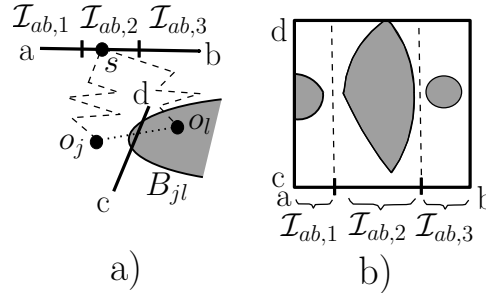 𝓘_{ab,1} 𝓘_{ab,2} 𝓘_{ab,3}
a s b
d
o_j o_l
c B_{jl}
a)
d
c
a b
𝓘_{ab,1} 𝓘_{ab,2} 𝓘_{ab,3}
b)